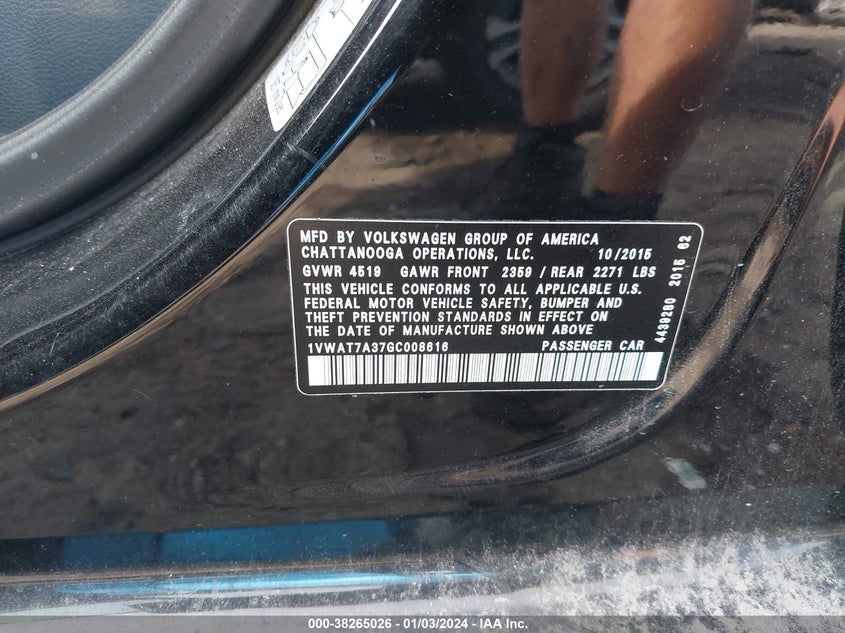 MFD BY VOLKSWAGEN GROUP OF AMERICA
CHATTANOOGA OPERATIONS, LLC. 10/2015
GVWR 4519 GAWR FRONT 2359 / REAR 2271 LBS
THIS VEHICLE CONFORMS TO ALL APPLICABLE U.S.
FEDERAL MOTOR VEHICLE SAFETY, BUMPER AND
THEFT PREVENTION STANDARDS IN EFFECT ON
THE DATE OF MANUFACTURE SHOWN ABOVE
1VWAT7A37GC008616 PASSENGER CAR
4439280 2015 62
000-38265026 - 01/03/2024 - IAA Inc.